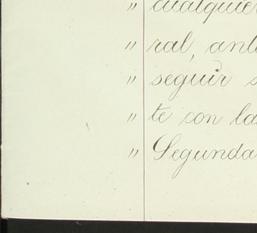 " cualquier
" ral, ant
" seguir s
" te con la
" Segunda